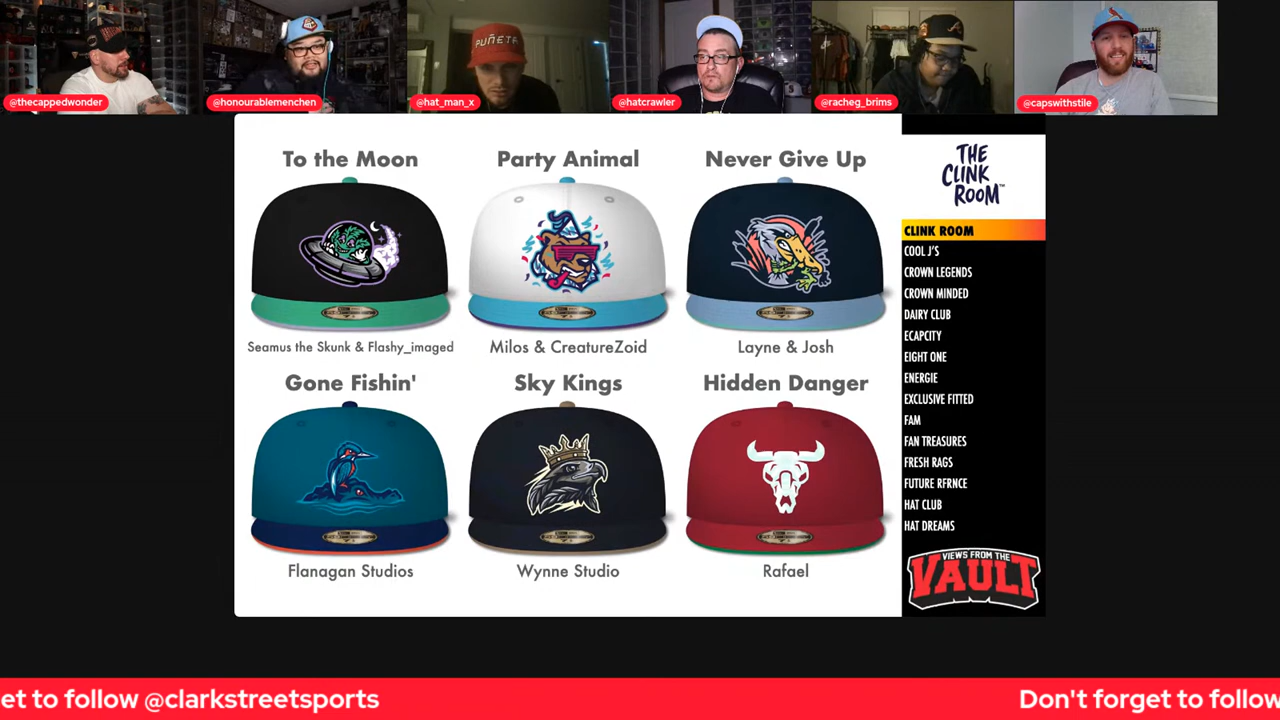 @thecappedwonder
@honourablemenchen
@hat_man_x
@hatcrawler
@racheg_brims
@capswithstile
PUÑETA
To the Moon
Party Animal
Never Give Up
Seamus the Skunk & Flashy_imaged
Milos & CreatureZoid
Layne & Josh
Gone Fishin'
Sky Kings
Hidden Danger
Flanagan Studios
Wynne Studio
Rafael
THE
CLINK
ROOM™
CLINK ROOM
COOL J'S
CROWN LEGENDS
CROWN MINDED
DAIRY CLUB
ECAPCITY
EIGHT ONE
ENERGIE
EXCLUSIVE FITTED
FAM
FAN TREASURES
FRESH RAGS
FUTURE RFRNCE
HAT CLUB
HAT DREAMS
VIEWS FROM THE
VAULT
et to follow @clarkstreetsports
Don't forget to follow